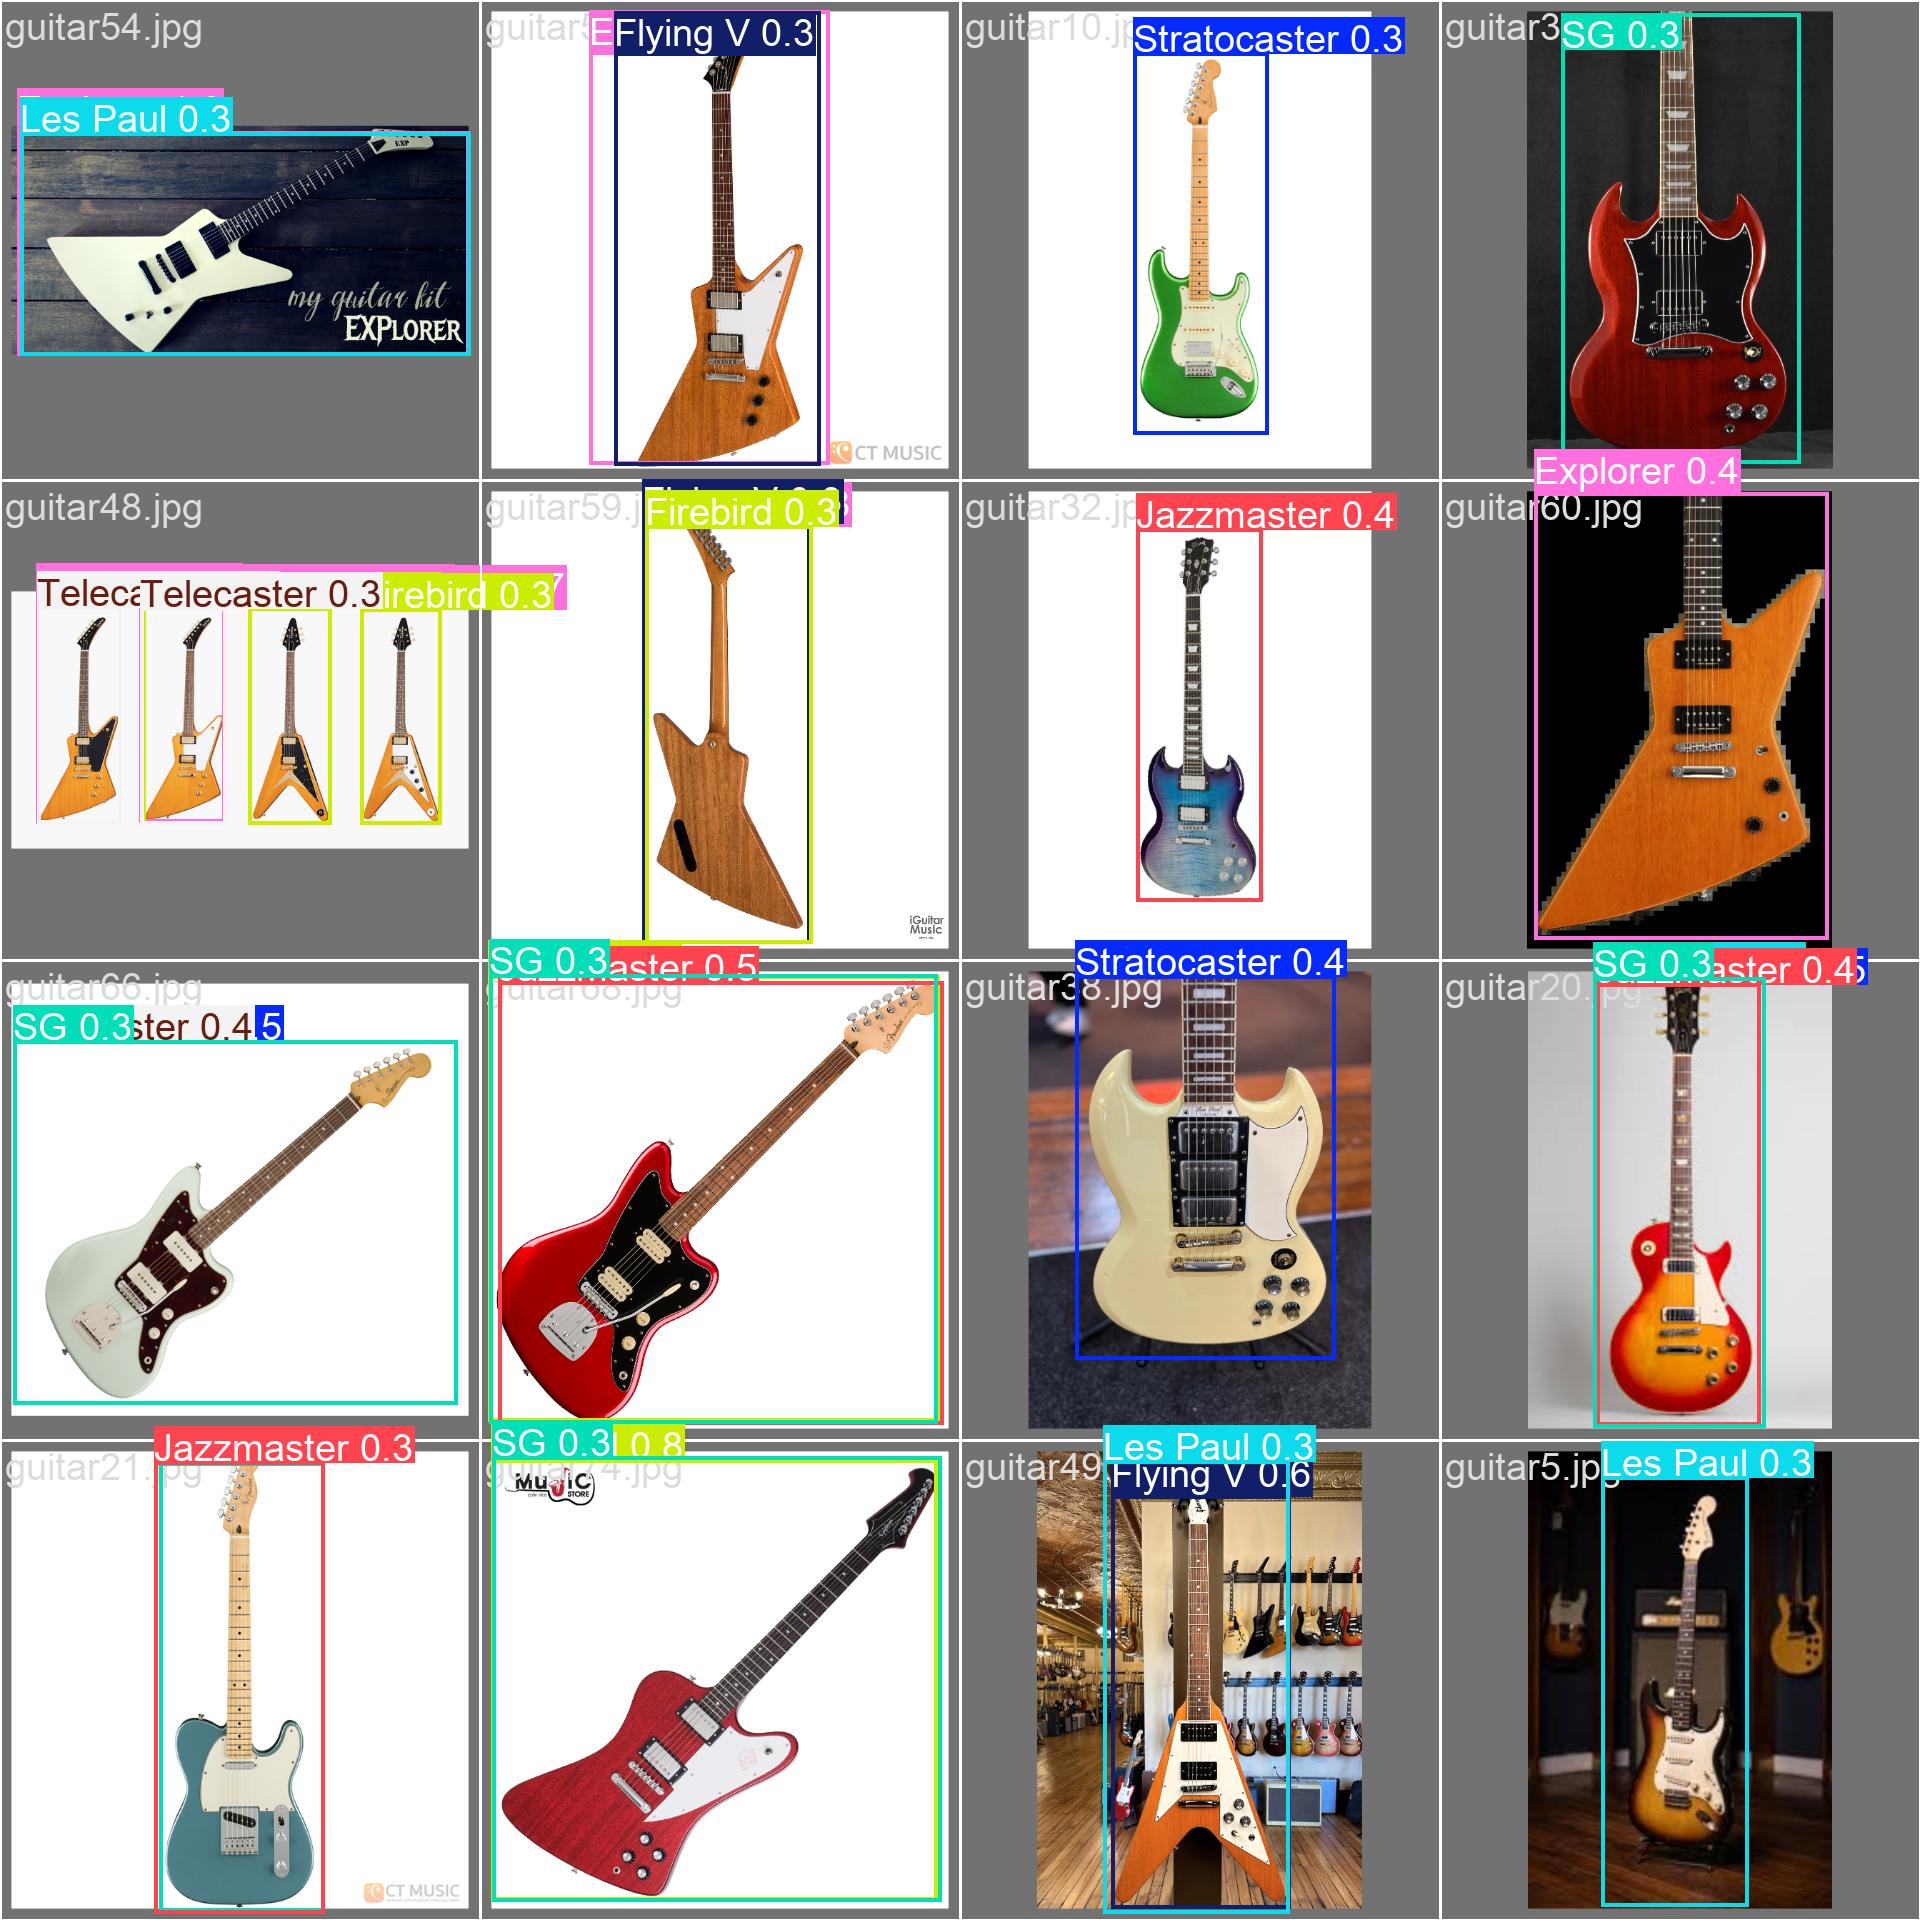 guitar54.jpg
Les Paul 0.3
EXP
my guitar kit
EXPLORER
E
Flying V 0.3
CT MUSIC
guitar10.jp
Stratocaster 0.3
guitar3
SG 0.3
guitar48.jpg
Teleca
Telecaster 0.3
irebird 0.3
7
guitar59.j
Firebird 0.3
iGuitar
Music
guitar32.jp
Jazzmaster 0.4
Explorer 0.4
guitar60.jpg
guitar66.jpg
SG 0.3
ster 0.4
5
SG 0.3
aster 0.5
guitar68.jpg
Stratocaster 0.4
guitar38.jpg
SG 0.3
aster 0.4
5
guitar20.jpg
Jazzmaster 0.3
guitar21.jpg
CT MUSIC
SG 0.3
0.8
74.jpg
MusiC
STORE
Les Paul 0.3
guitar49
Flying V 0.6
guitar5.jpg
Les Paul 0.3